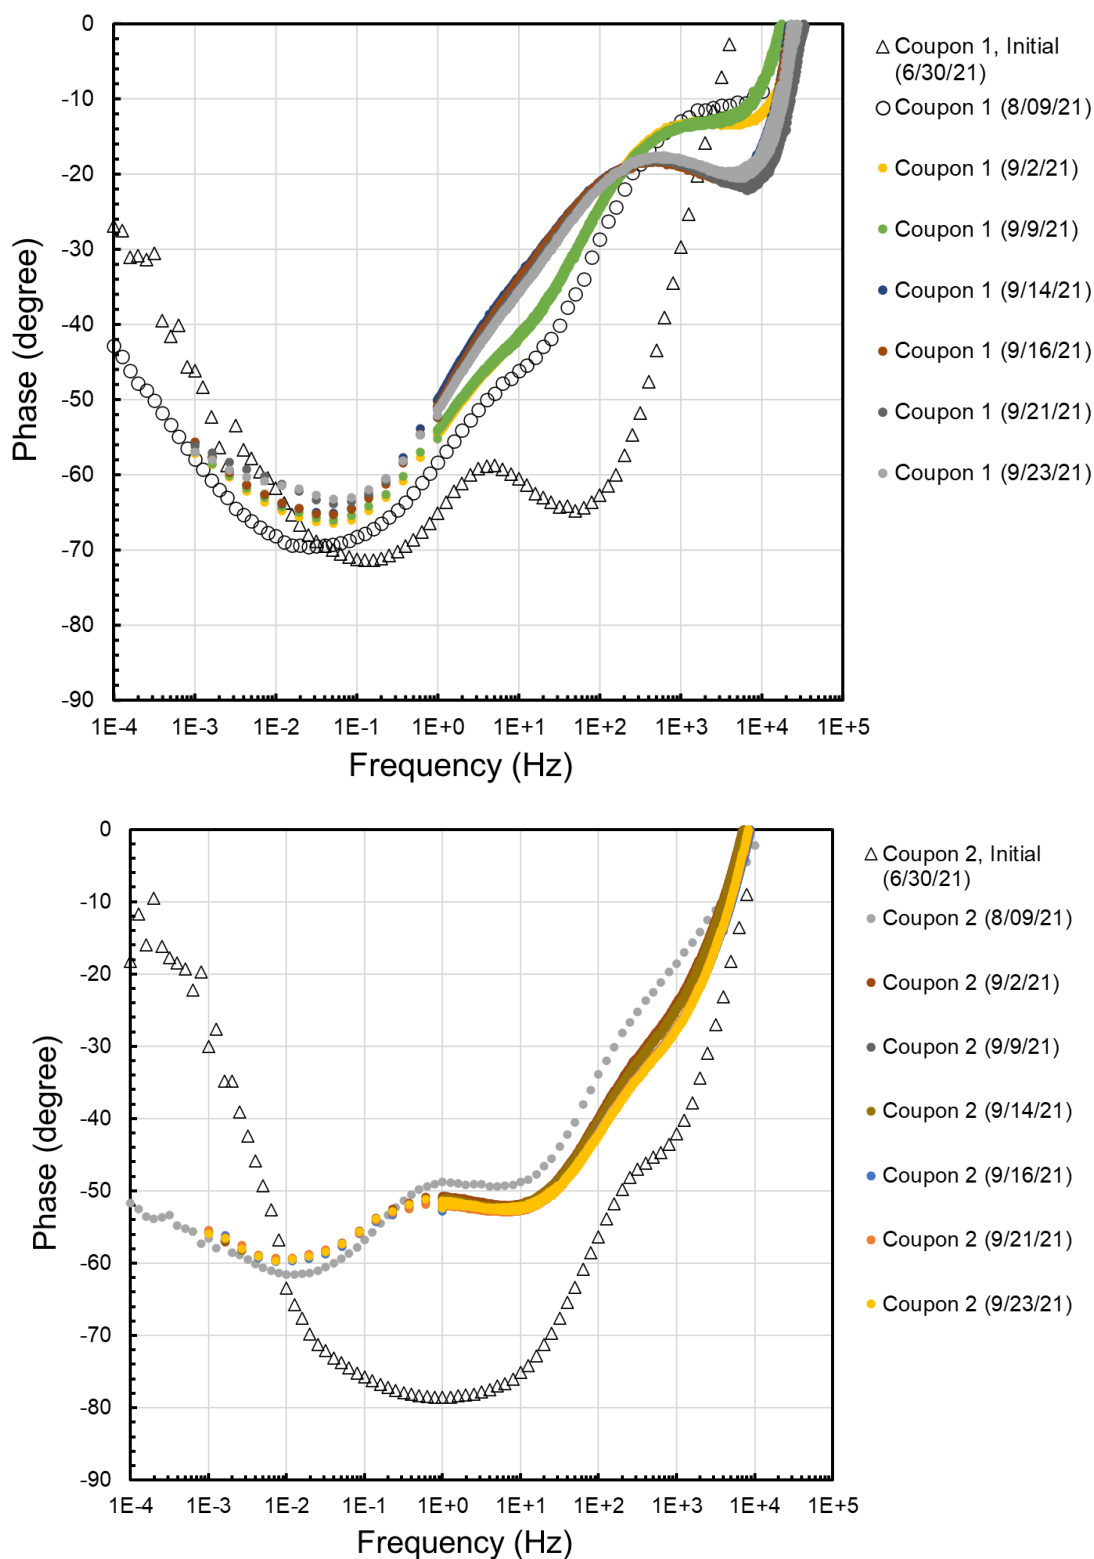 0
-10
-20
-30
-40
-50
-60
-70
-80
-90
Phase (degree)
1E-4 1E-3 1E-2 1E-1 1E+0 1E+1 1E+2 1E+3 1E+4 1E+5
Frequency (Hz)
Coupon 1, Initial
(6/30/21)
Coupon 1 (8/09/21)
Coupon 1 (9/2/21)
Coupon 1 (9/9/21)
Coupon 1 (9/14/21)
Coupon 1 (9/16/21)
Coupon 1 (9/21/21)
Coupon 1 (9/23/21)
0
-10
-20
-30
-40
-50
-60
-70
-80
-90
Phase (degree)
1E-4 1E-3 1E-2 1E-1 1E+0 1E+1 1E+2 1E+3 1E+4 1E+5
Frequency (Hz)
Coupon 2, Initial
(6/30/21)
Coupon 2 (8/09/21)
Coupon 2 (9/2/21)
Coupon 2 (9/9/21)
Coupon 2 (9/14/21)
Coupon 2 (9/16/21)
Coupon 2 (9/21/21)
Coupon 2 (9/23/21)